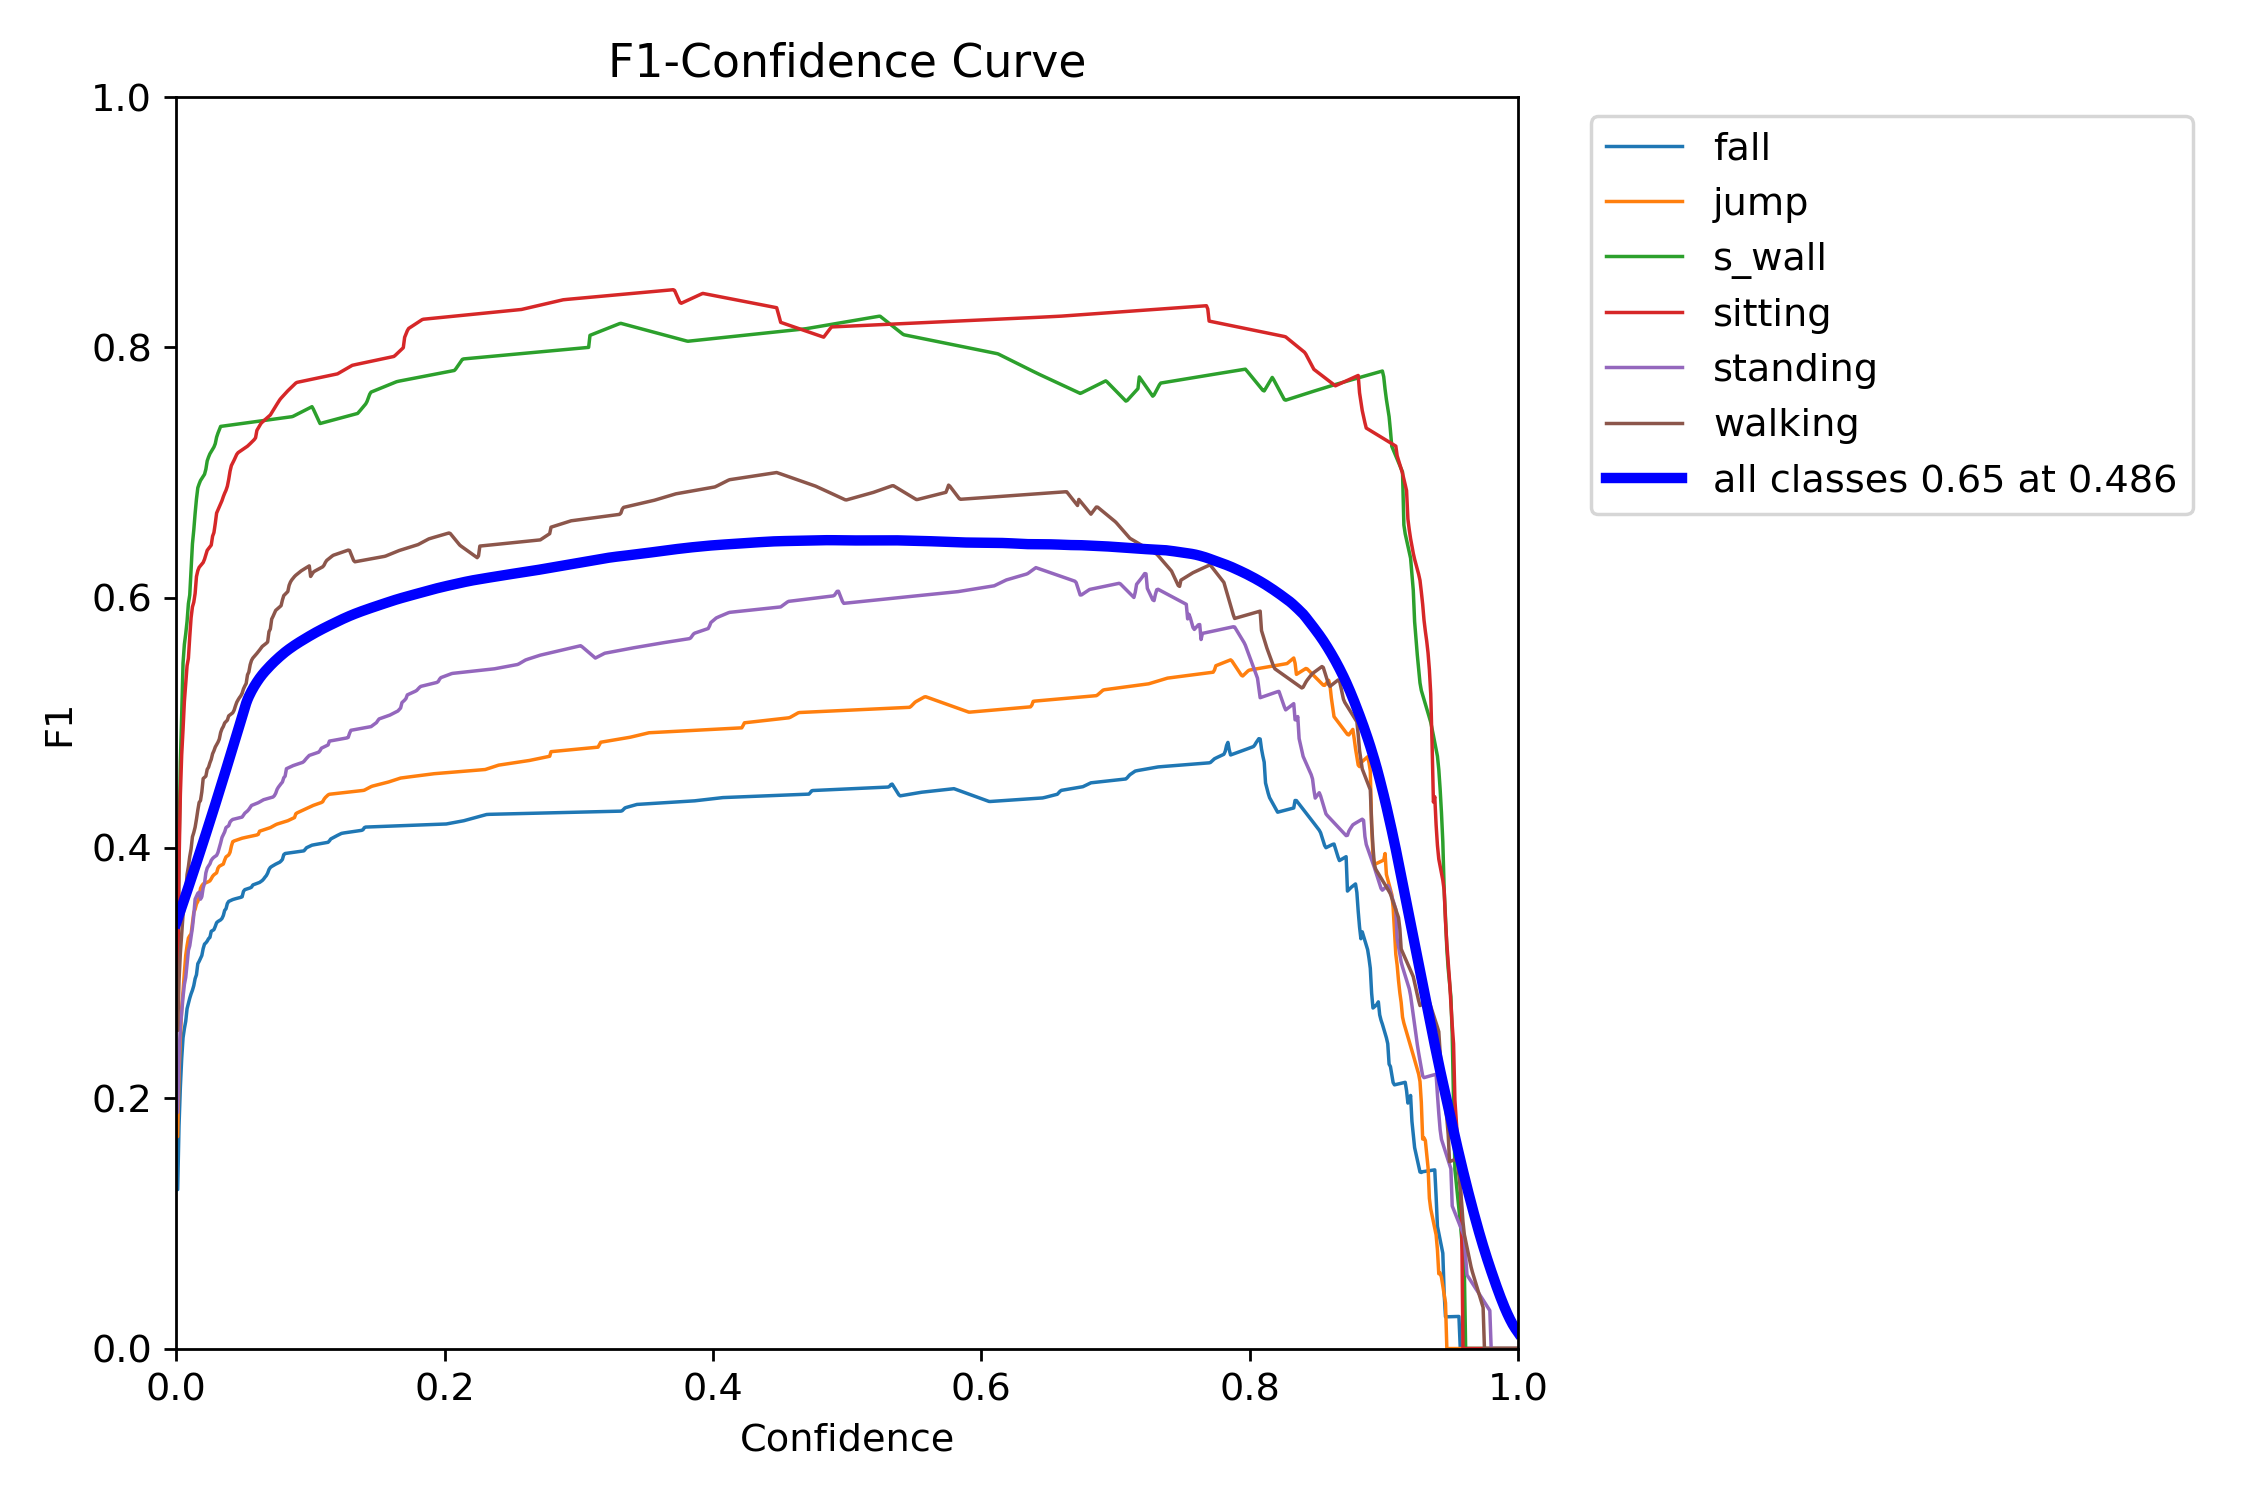 F1-Confidence Curve
1.0
0.8
0.6
0.4
0.2
0.0
F1
0.0 0.2 0.4 0.6 0.8 1.0
Confidence
fall
jump
s_wall
sitting
standing
walking
all classes 0.65 at 0.486